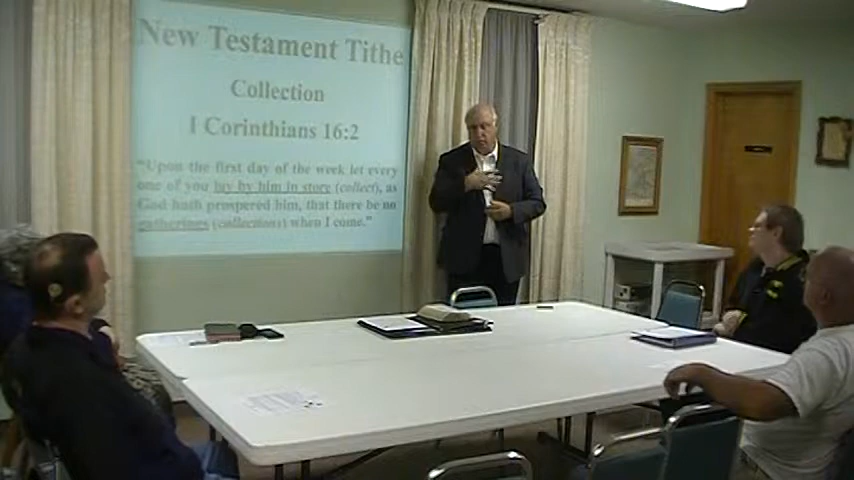 New Testament Tithe
Collection
I Corinthians 16:2
“Upon the first day of the week let every
one of you lay by him in store (collect), as
God hath prospered him, that there be no
gatherings (collections) when I come.”